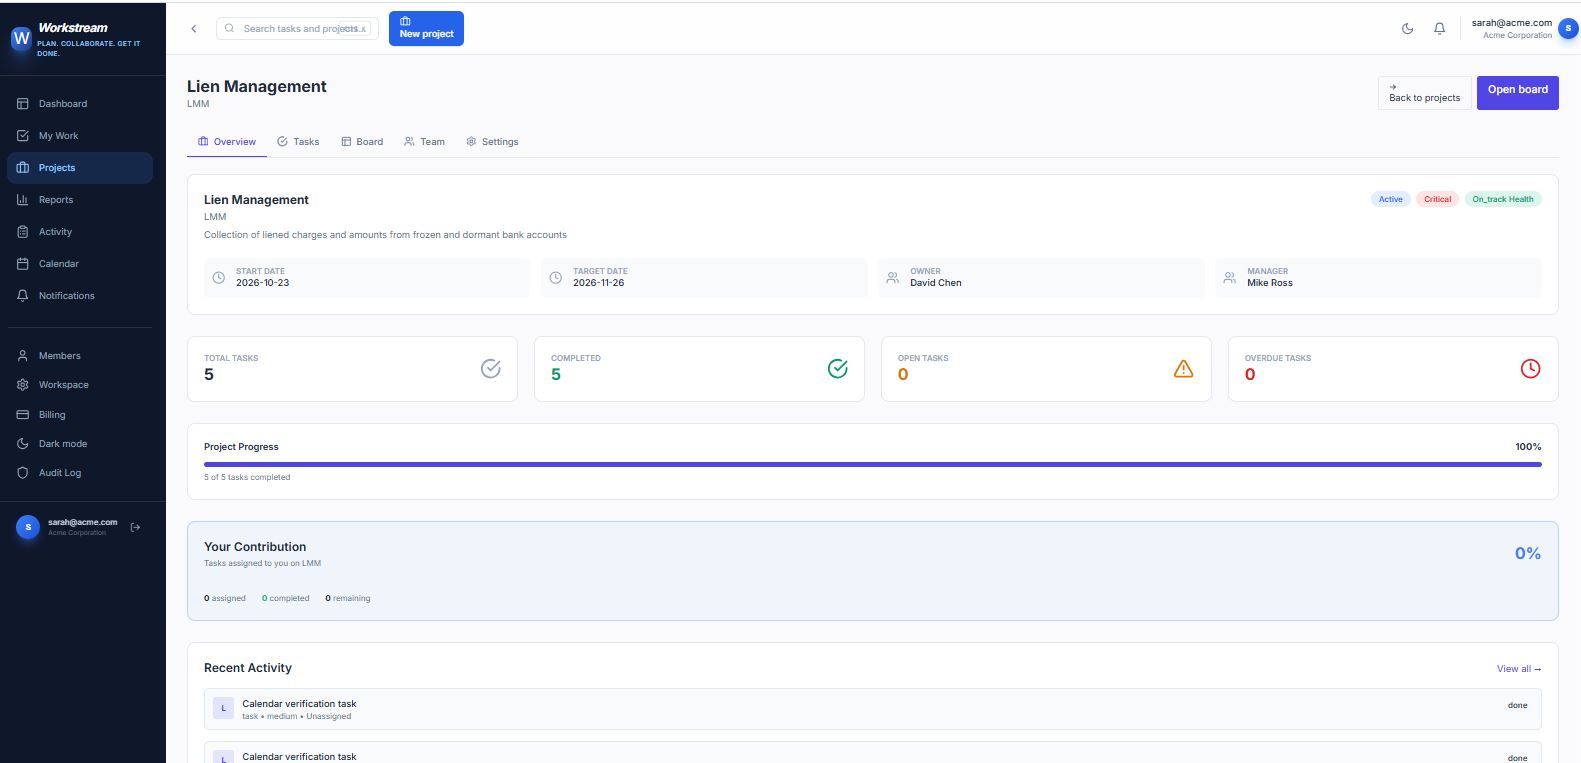 Workstream
PLAN. COLLABORATE. GET IT
DONE.
Dashboard
My Work
Projects
Reports
Activity
Calendar
Notifications
Members
Workspace
Billing
Dark mode
Audit Log
S
sarah@acme.com
Acme Corporation
W
Search tasks and projects...
New project
sarah@acme.com
Acme Corporation
S
Lien Management
LMM
Back to projects
Open board
Overview
Tasks
Board
Team
Settings
Lien Management
LMM
Collection of liened charges and amounts from frozen and dormant bank accounts
Active
Critical
On_track Health
START DATE
2026-10-23
TARGET DATE
2026-11-26
OWNER
David Chen
MANAGER
Mike Ross
TOTAL TASKS
5
COMPLETED
5
OPEN TASKS
0
OVERDUE TASKS
0
Project Progress
100%
5 of 5 tasks completed
Your Contribution
Tasks assigned to you on LMM
0%
0 assigned
0 completed
0 remaining
Recent Activity
View all →
L
Calendar verification task
task • medium • Unassigned
done
L
Calendar verification task
done